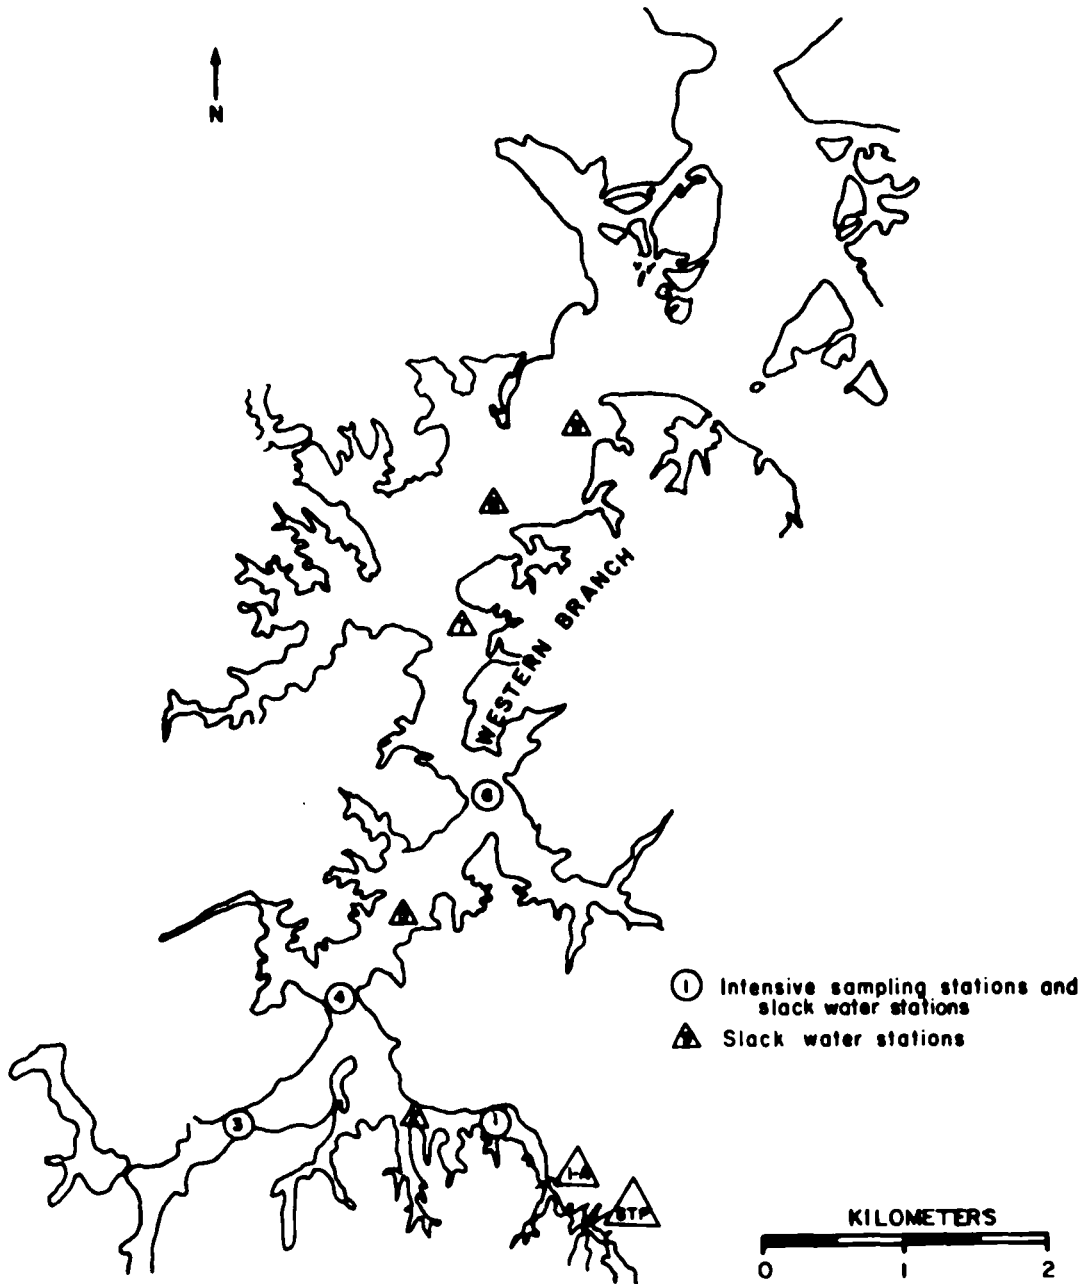 N
WESTERN BRANCH
6
4
1 Intensive sampling stations and
slack water stations
Slack water stations
3
1
1-A
STP
KILOMETERS
0 1 2